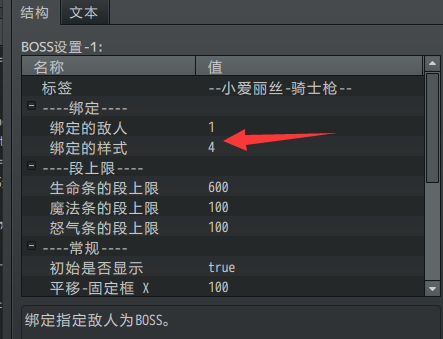 结构 文本
BOSS设置-1:
名称 值
标签 --小爱丽丝-骑士枪--
----绑定----
绑定的敌人 1
绑定的样式 4
----段上限----
生命条的段上限 600
魔法条的段上限 100
怒气条的段上限 100
----常规----
初始是否显示 true
平移-固定框 X 100
绑定指定敌人为BOSS。